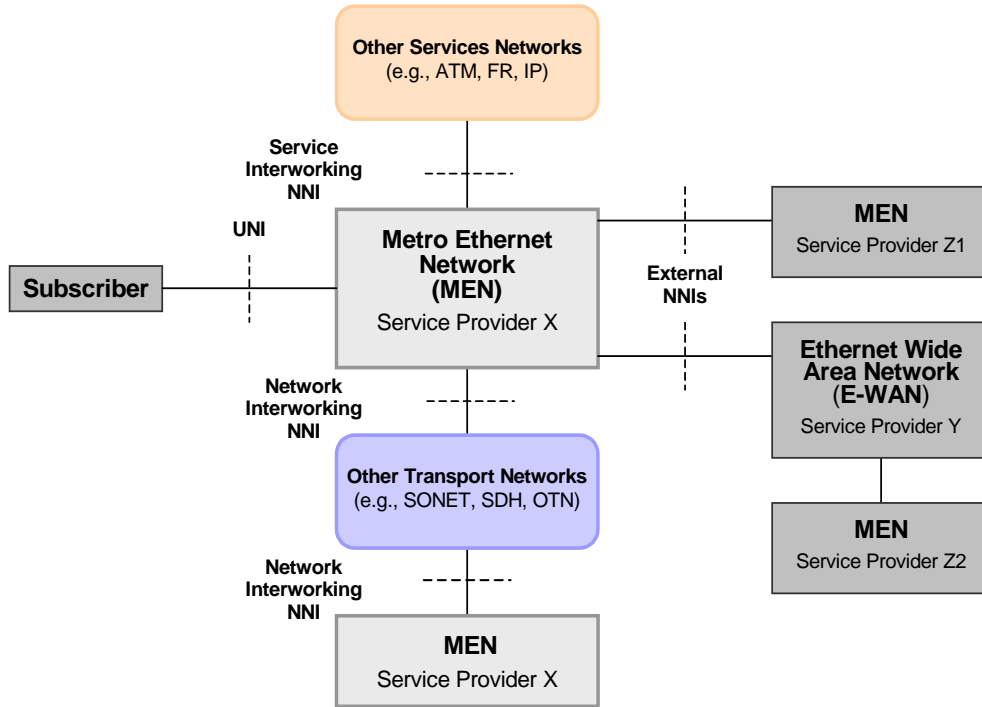 Other Services Networks
(e.g., ATM, FR, IP)
Service
Interworking
NNI
UNI
Metro Ethernet
Network
(MEN)
Service Provider X
MEN
Service Provider Z1
External
NNIs
Subscriber
Ethernet Wide
Area Network
(E-WAN)
Service Provider Y
Network
Interworking
NNI
Other Transport Networks
(e.g., SONET, SDH, OTN)
MEN
Service Provider Z2
Network
Interworking
NNI
MEN
Service Provider X